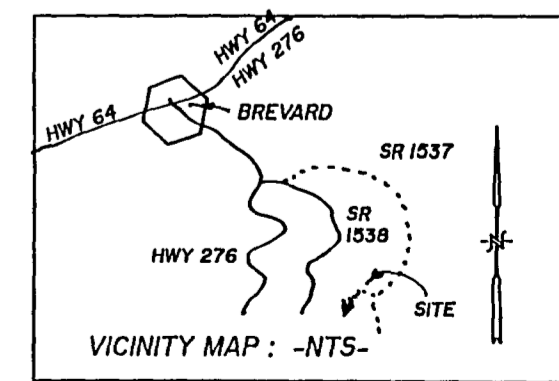 HWY 64
HWY 276
HWY 64
BREVARD
SR 1537
SR
1538
HWY 276
N
SITE
VICINITY MAP : -NTS-